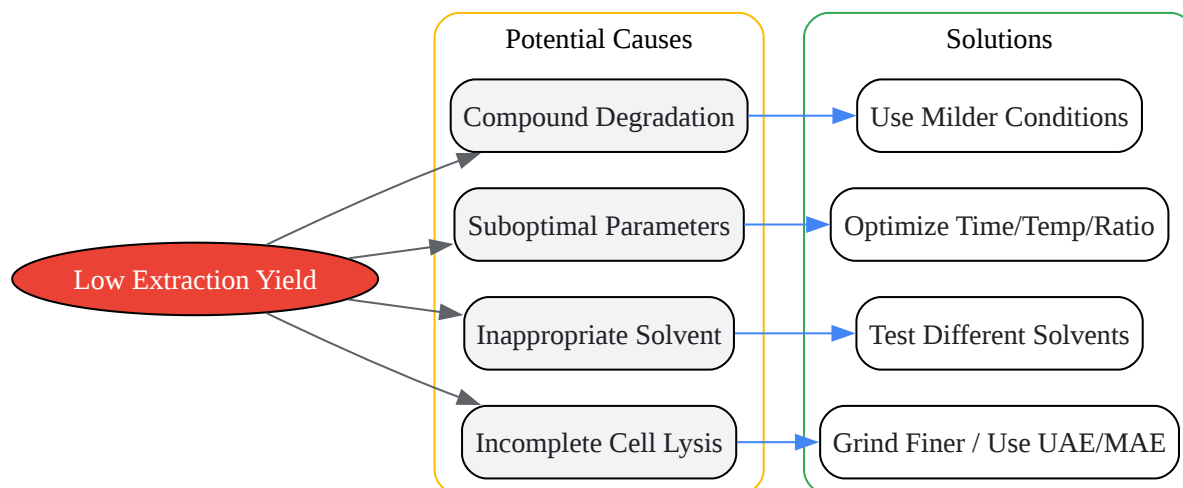 Potential Causes
Solutions
Compound Degradation
Use Milder Conditions
Suboptimal Parameters
Optimize Time/Temp/Ratio
Low Extraction Yield
Inappropriate Solvent
Test Different Solvents
Incomplete Cell Lysis
Grind Finer / Use UAE/MAE